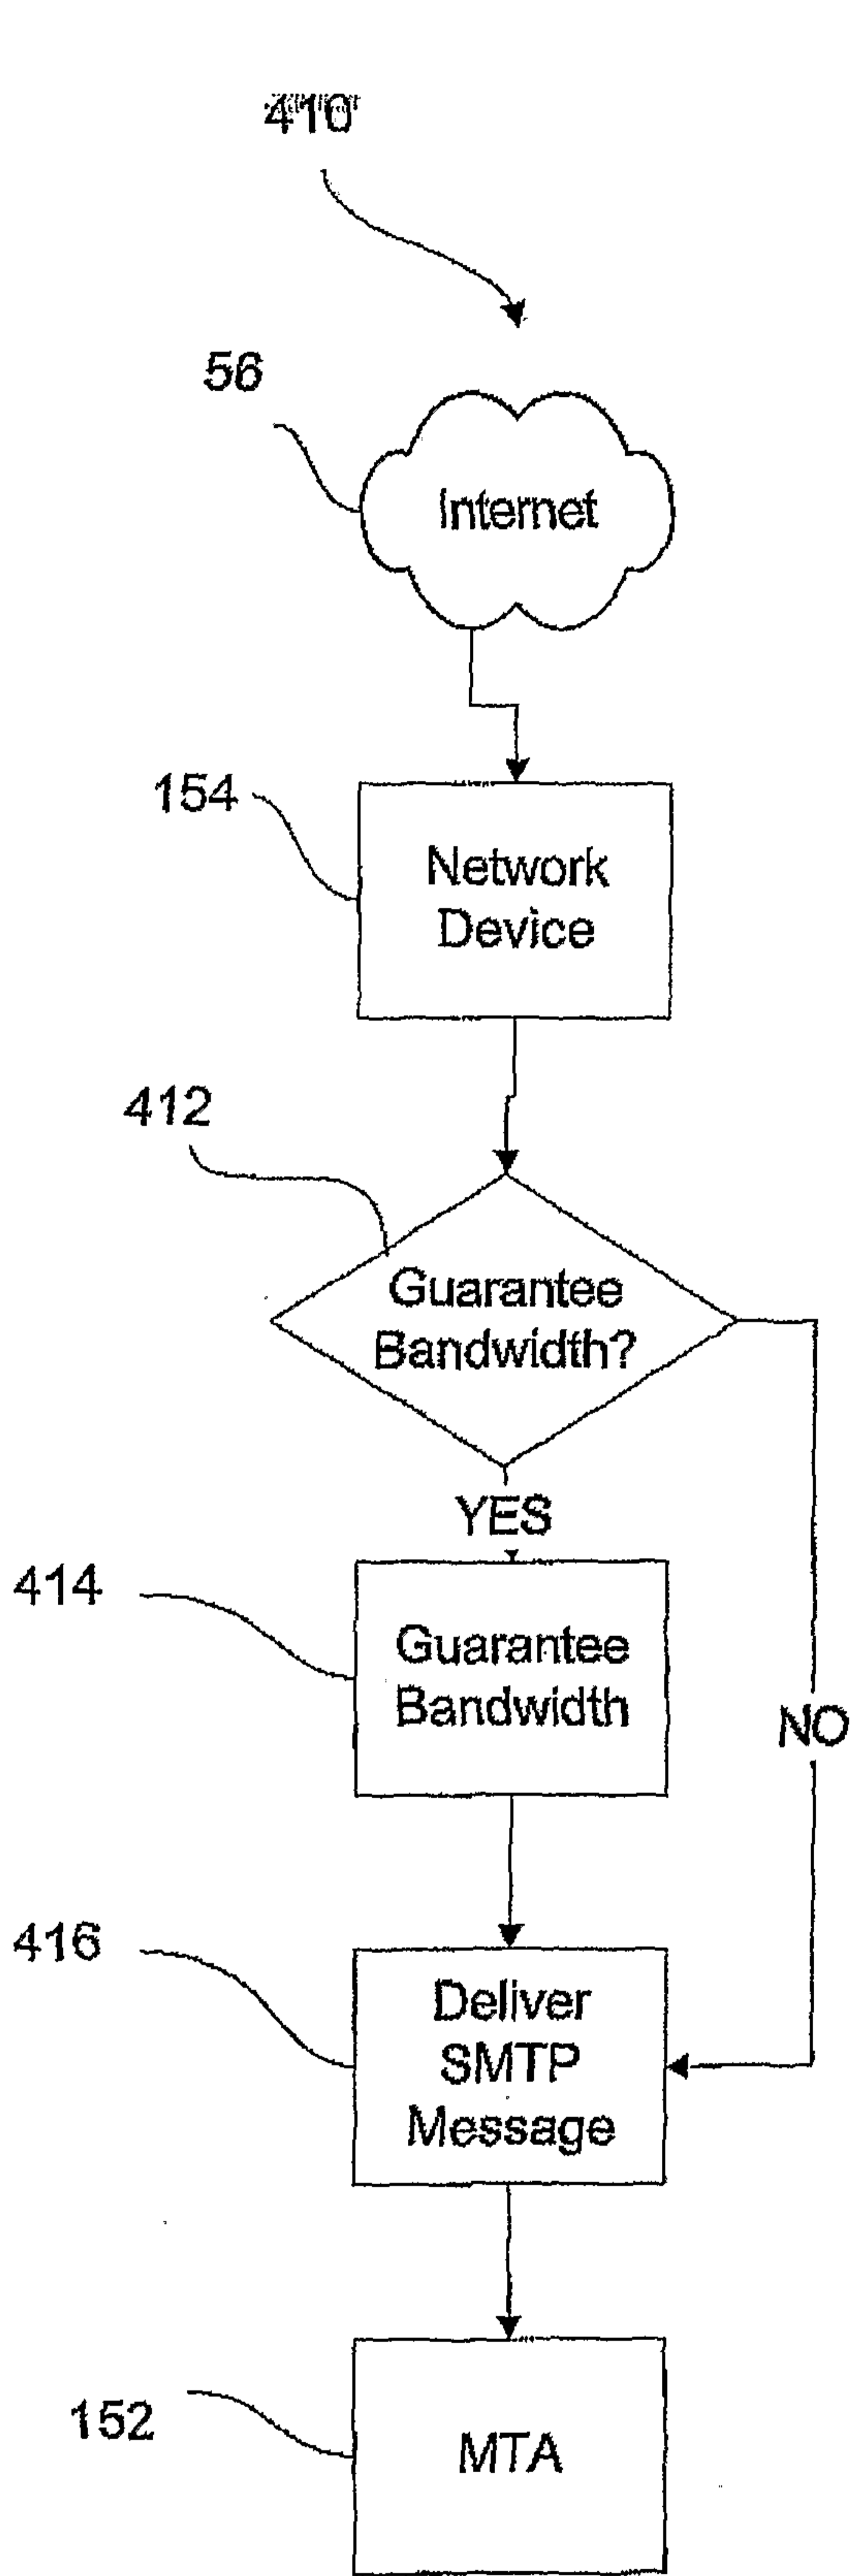 410
56
Internet
154
Network
Device
412
Guarantee
Bandwidth?
YES
414
Guarantee
Bandwidth
NO
416
Deliver
SMTP
Message
152
MTA